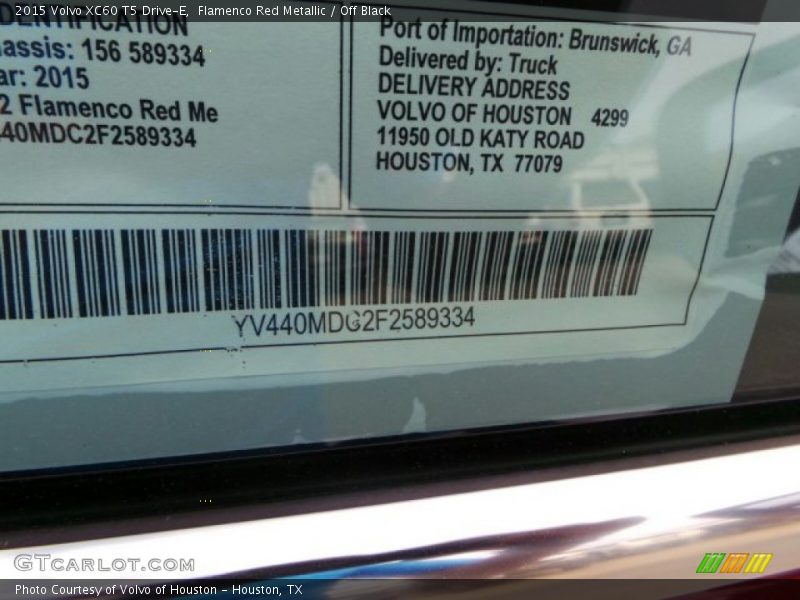 2015 Volvo XC60 T5 Drive-E, Flamenco Red Metallic / Off Black
DENTIFICATION
assis: 156 589334
ar: 2015
2 Flamenco Red Me
440MDC2F2589334
Port of Importation: Brunswick, GA
Delivered by: Truck
DELIVERY ADDRESS
VOLVO OF HOUSTON 4299
11950 OLD KATY ROAD
HOUSTON, TX 77079
YV440MDC2F2589334
GTCARLOT.COM
Photo Courtesy of Volvo of Houston - Houston, TX